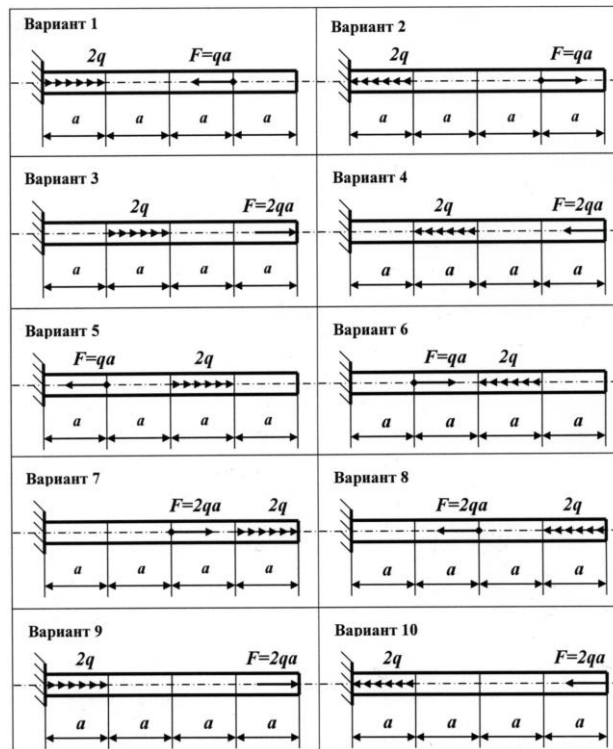 Вариант 1
2q F=qa
a a a a
Вариант 2
2q F=qa
a a a a
Вариант 3
2q F=2qa
a a a a
Вариант 4
2q F=2qa
a a a a
Вариант 5
F=qa 2q
a a a a
Вариант 6
F=qa 2q
a a a a
Вариант 7
F=2qa 2q
a a a a
Вариант 8
F=2qa 2q
a a a a
Вариант 9
2q F=2qa
a a a a
Вариант 10
2q F=2qa
a a a a